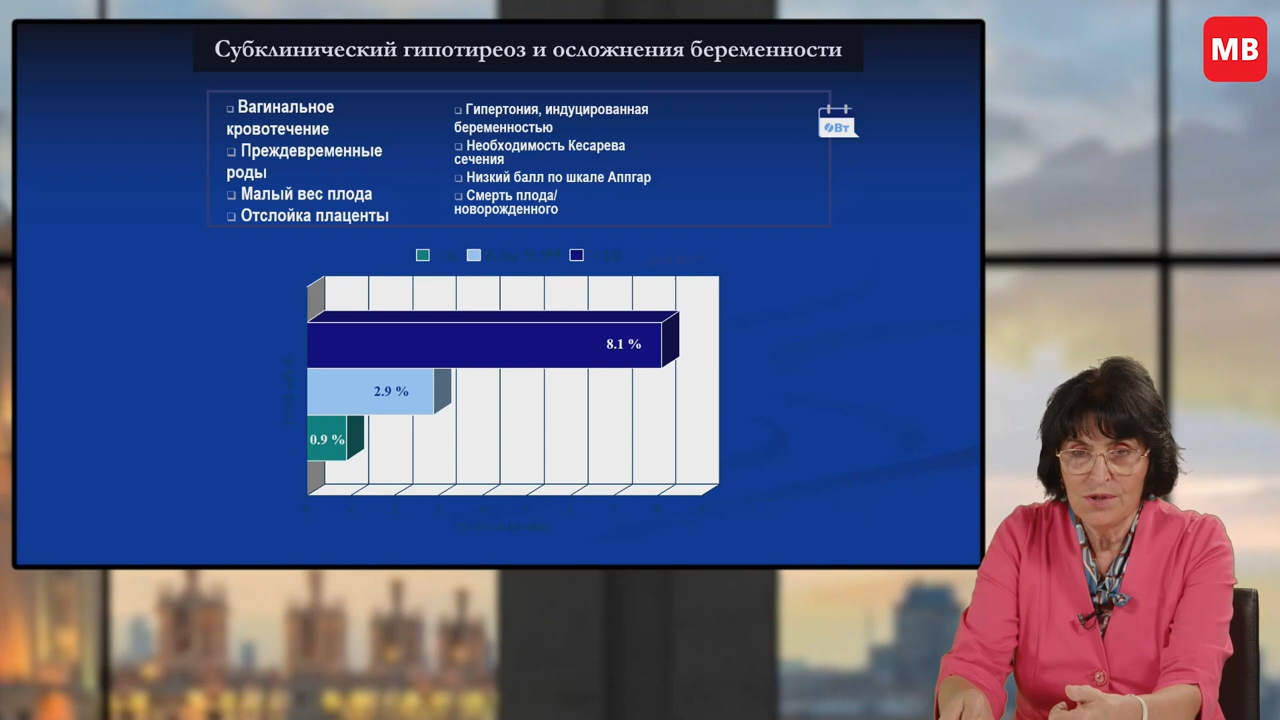 Субклинический гипотиреоз и осложнения беременности
МВ
❑ Вагинальное
кровотечение
❑ Преждевременные
роды
❑ Малый вес плода
❑ Отслойка плаценты
❑ Гипертония, индуцированная
беременностью
❑ Необходимость Кесарева
сечения
❑ Низкий балл по шкале Аппгар
❑ Смерть плода/
новорожденного
Вт
8.1 %
2.9 %
0.9 %